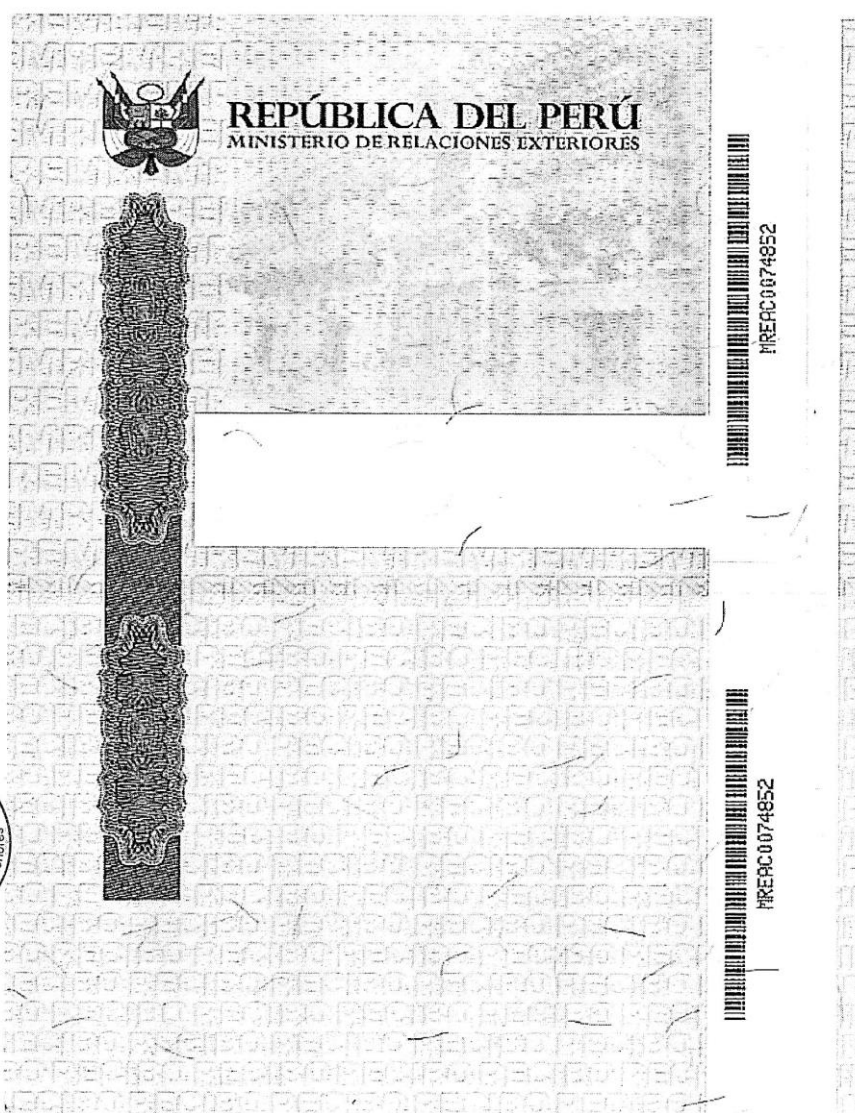 REPÚBLICA DEL PERÚ
MINISTERIO DE RELACIONES EXTERIORES
MREAC0074852
MREAC0074852